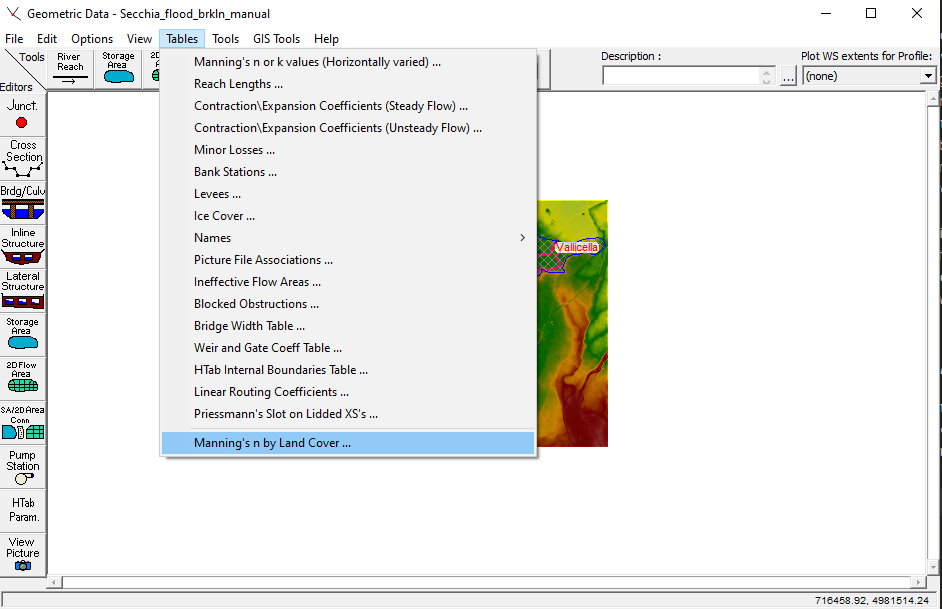 Geometric Data - Secchia_flood_brkln_manual
File Edit Options View Tables Tools GIS Tools Help
Tools
Editors
River
Reach
Storage
Area
Description :
Plot WS extents for Profile:
...
(none)
Manning's n or k values (Horizontally varied) ...
Reach Lengths ...
Contraction\Expansion Coefficients (Steady Flow) ...
Contraction\Expansion Coefficients (Unsteady Flow) ...
Minor Losses ...
Bank Stations ...
Levees ...
Ice Cover ...
Names
Picture File Associations ...
Ineffective Flow Areas ...
Blocked Obstructions ...
Bridge Width Table ...
Weir and Gate Coeff Table ...
HTab Internal Boundaries Table ...
Linear Routing Coefficients ...
Priessmann's Slot on Lidded XS's ...
Manning's n by Land Cover ...
Junct.
Cross
Section
Brdg/Culv
Inline
Structure
Lateral
Structure
Storage
Area
2D Flow
Area
SA/2D Area
Conn
Pump
Station
HTab
Param.
View
Picture
Vallicella
716458.92, 4981514.24